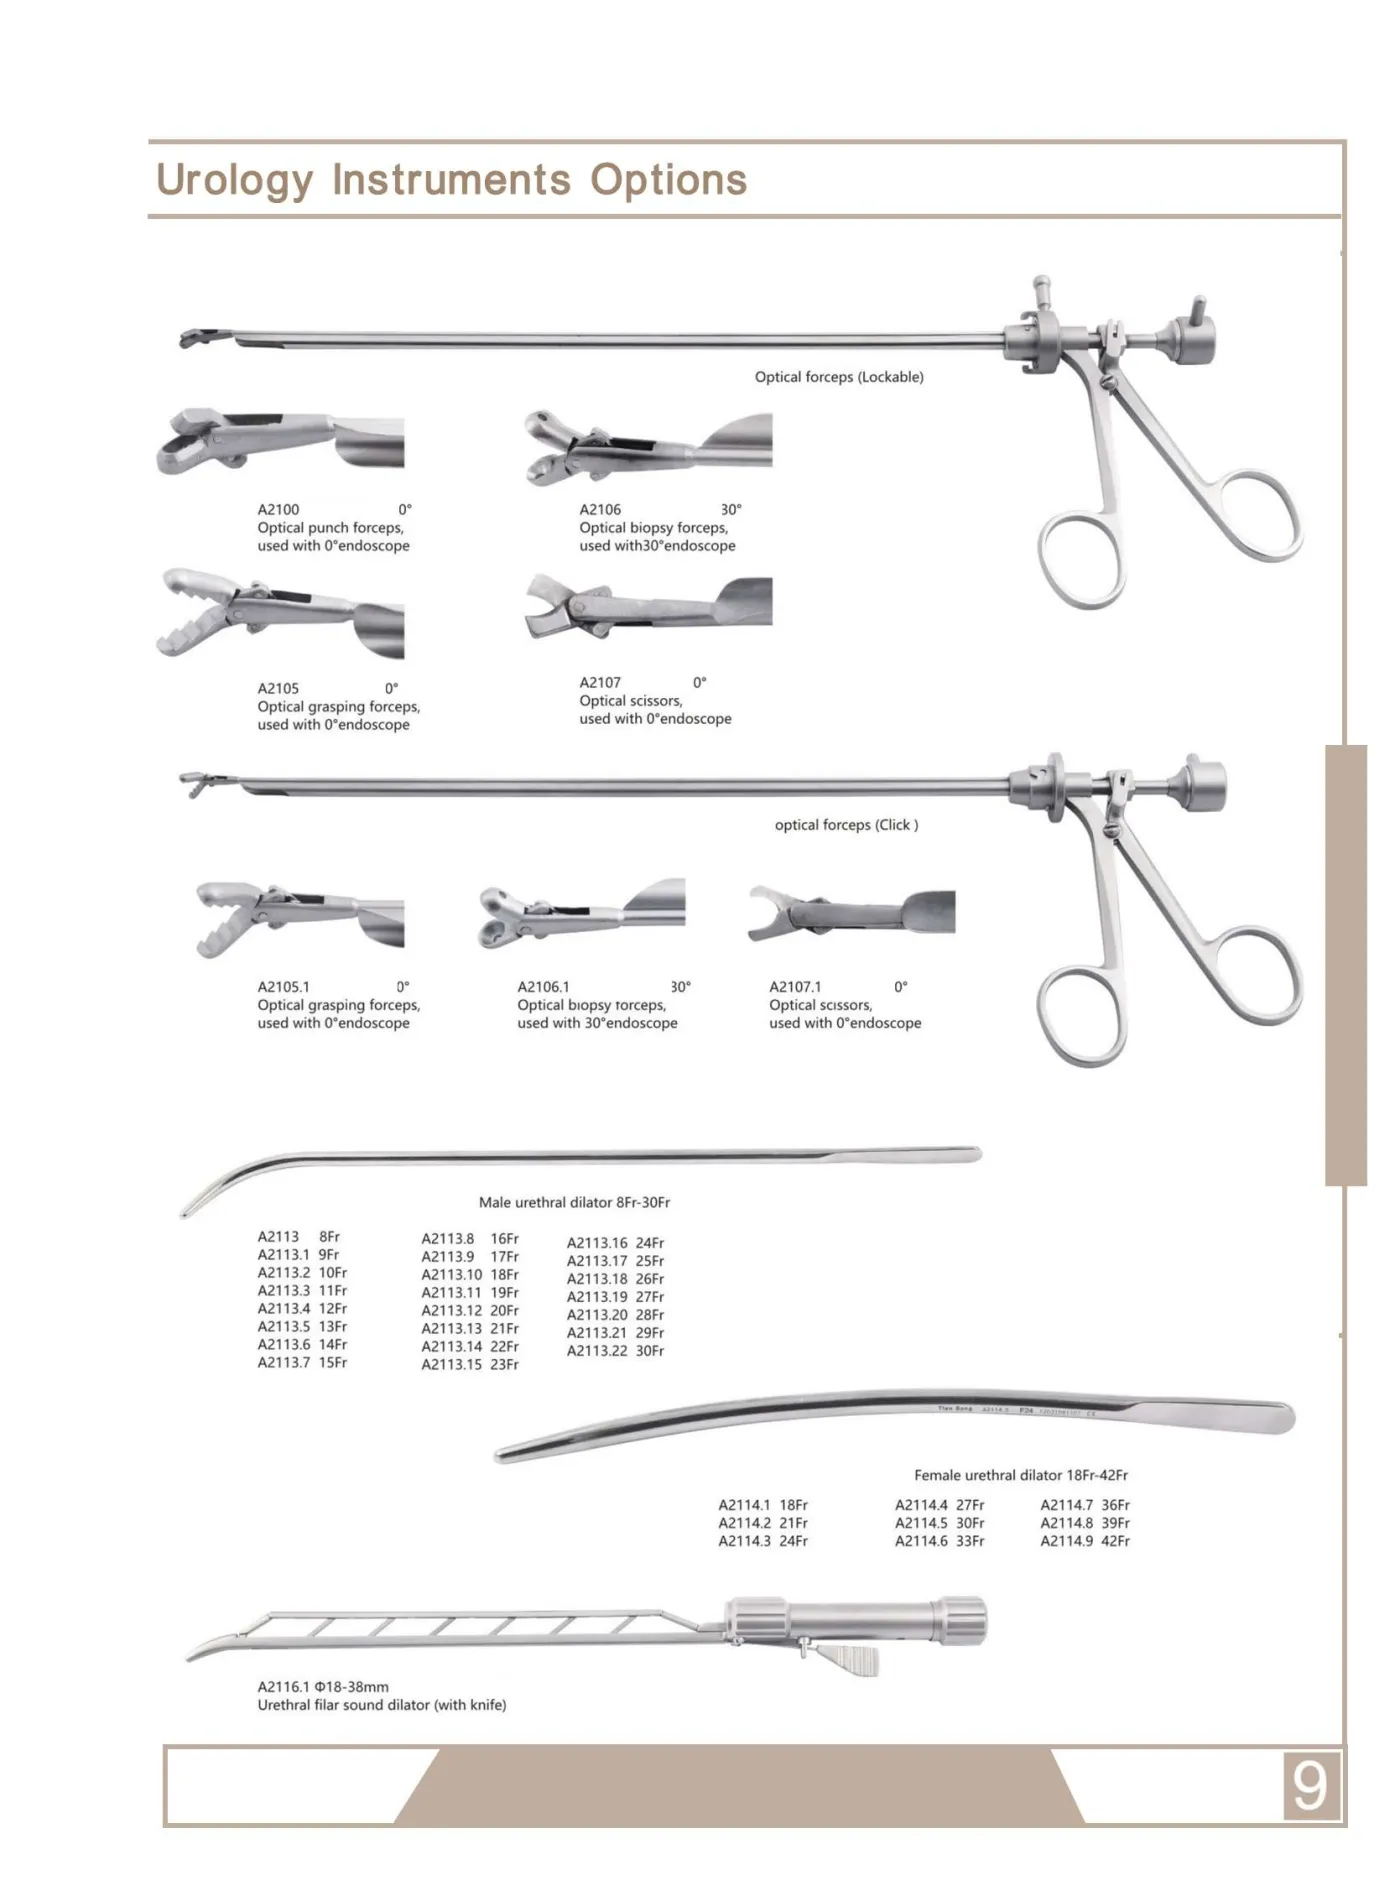 Urology Instruments Options
Optical forceps (Lockable)
A2100 0°
Optical punch forceps,
used with 0°endoscope
A2106 30°
Optical biopsy forceps,
used with30°endoscope
A2105 0°
Optical grasping forceps,
used with 0°endoscope
A2107 0°
Optical scissors,
used with 0°endoscope
optical forceps (Click )
A2105.1 0°
Optical grasping forceps,
used with 0°endoscope
A2106.1 30°
Optical biopsy forceps,
used with 30°endoscope
A2107.1 0°
Optical scissors,
used with 0°endoscope
Male urethral dilator 8Fr-30Fr
A2113 8Fr
A2113.1 9Fr
A2113.2 10Fr
A2113.3 11Fr
A2113.4 12Fr
A2113.5 13Fr
A2113.6 14Fr
A2113.7 15Fr
A2113.8 16Fr
A2113.9 17Fr
A2113.10 18Fr
A2113.11 19Fr
A2113.12 20Fr
A2113.13 21Fr
A2113.14 22Fr
A2113.15 23Fr
A2113.16 24Fr
A2113.17 25Fr
A2113.18 26Fr
A2113.19 27Fr
A2113.20 28Fr
A2113.21 29Fr
A2113.22 30Fr
F24 CE
Female urethral dilator 18Fr-42Fr
A2114.1 18Fr
A2114.2 21Fr
A2114.3 24Fr
A2114.4 27Fr
A2114.5 30Fr
A2114.6 33Fr
A2114.7 36Fr
A2114.8 39Fr
A2114.9 42Fr
A2116.1 Φ18-38mm
Urethral filar sound dilator (with knife)
9